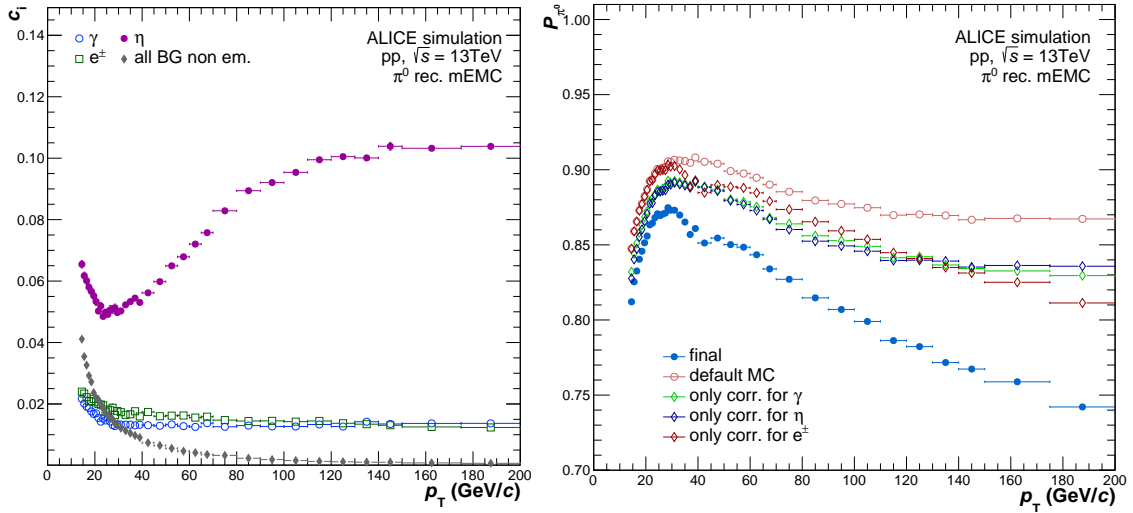 c_i
γ η
e± all BG non em.
ALICE simulation
pp, √s = 13TeV
π⁰ rec. mEMC
0.14
0.12
0.10
0.08
0.06
0.04
0.02
0 20 40 60 80 100 120 140 160 180 200
p_T (GeV/c)
P_π⁰
ALICE simulation
pp, √s = 13TeV
π⁰ rec. mEMC
1.00
0.95
0.90
0.85
0.80
0.75
0.70
final
default MC
only corr. for γ
only corr. for η
only corr. for e±
0 20 40 60 80 100 120 140 160 180 200
p_T (GeV/c)